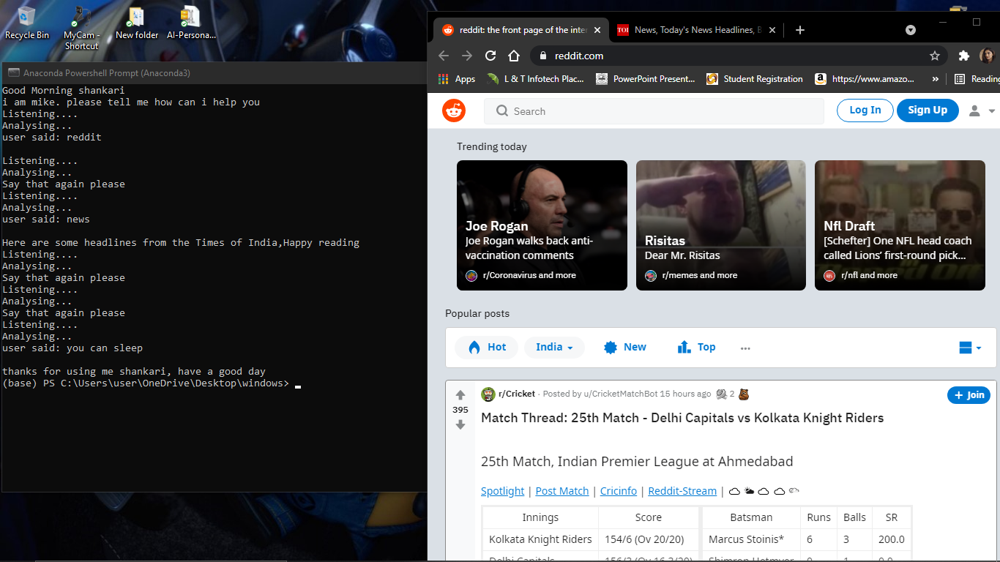 Recycle Bin
MyCam -
Shortcut
New folder
AI-Persona...
Anaconda Powershell Prompt (Anaconda3)
Good Morning shankari
i am mike. please tell me how can i help you
Listening....
Analysing...
user said: reddit
Listening....
Analysing...
Say that again please
Listening....
Analysing...
user said: news
Here are some headlines from the Times of India,Happy reading
Listening....
Analysing...
Say that again please
Listening....
Analysing...
Say that again please
Listening....
Analysing...
user said: you can sleep
thanks for using me shankari, have a good day
(base) PS C:\Users\user\OneDrive\Desktop\windows>
reddit: the front page of the inter
TOI News, Today's News Headlines, B
reddit.com
Apps L & T Infotech Plac... PowerPoint Present... Student Registration https://www.amazo... » Reading
Search
Log In
Sign Up
Trending today
Joe Rogan
Joe Rogan walks back anti-
vaccination comments
r/Coronavirus and more
Risitas
Dear Mr. Risitas
r/memes and more
Nfl Draft
[Schefter] One NFL head coach
called Lions’ first-round pick...
r/nfl and more
Popular posts
Hot India New Top ...
395
r/Cricket · Posted by u/CricketMatchBot 15 hours ago 2
+ Join
Match Thread: 25th Match - Delhi Capitals vs Kolkata Knight Riders
25th Match, Indian Premier League at Ahmedabad
Spotlight | Post Match | Cricinfo | Reddit-Stream |
Innings Score Batsman Runs Balls SR
Kolkata Knight Riders 154/6 (Ov 20/20) Marcus Stoinis* 6 3 200.0
Delhi Capitals 156/3 (Ov 16.3/20) Shimron Hetmyer 0 1 0.0